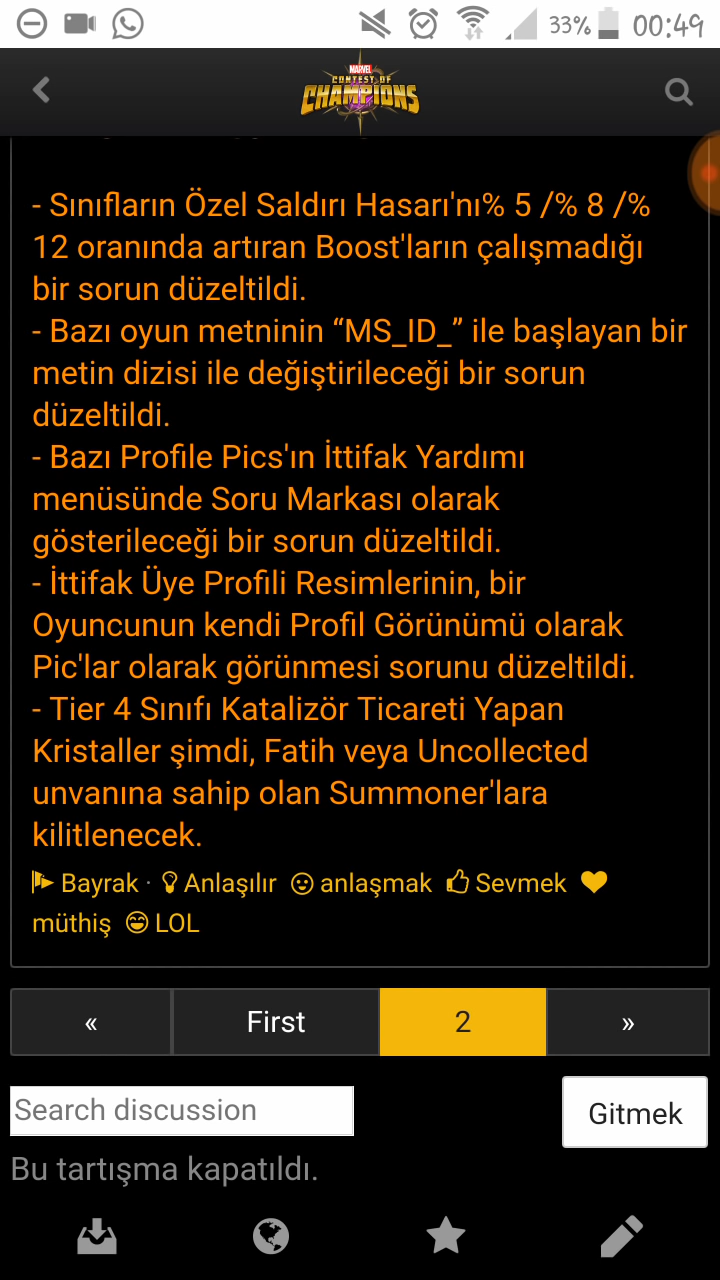 33% 00:49
MARVEL
CONTEST OF
CHAMPIONS
- Sınıfların Özel Saldırı Hasarı'nı% 5 /% 8 /%
12 oranında artıran Boost'ların çalışmadığı
bir sorun düzeltildi.
- Bazı oyun metninin “MS_ID_” ile başlayan bir
metin dizisi ile değiştirileceği bir sorun
düzeltildi.
- Bazı Profile Pics'ın İttifak Yardımı
menüsünde Soru Markası olarak
gösterileceği bir sorun düzeltildi.
- İttifak Üye Profili Resimlerinin, bir
Oyuncunun kendi Profil Görünümü olarak
Pic'lar olarak görünmesi sorunu düzeltildi.
- Tier 4 Sınıfı Katalizör Ticareti Yapan
Kristaller şimdi, Fatih veya Uncollected
unvanına sahip olan Summoner'lara
kilitlenecek.
Bayrak · Anlaşılır anlaşmak Sevmek
müthiş LOL
« First 2 »
Search discussion Gitmek
Bu tartışma kapatıldı.